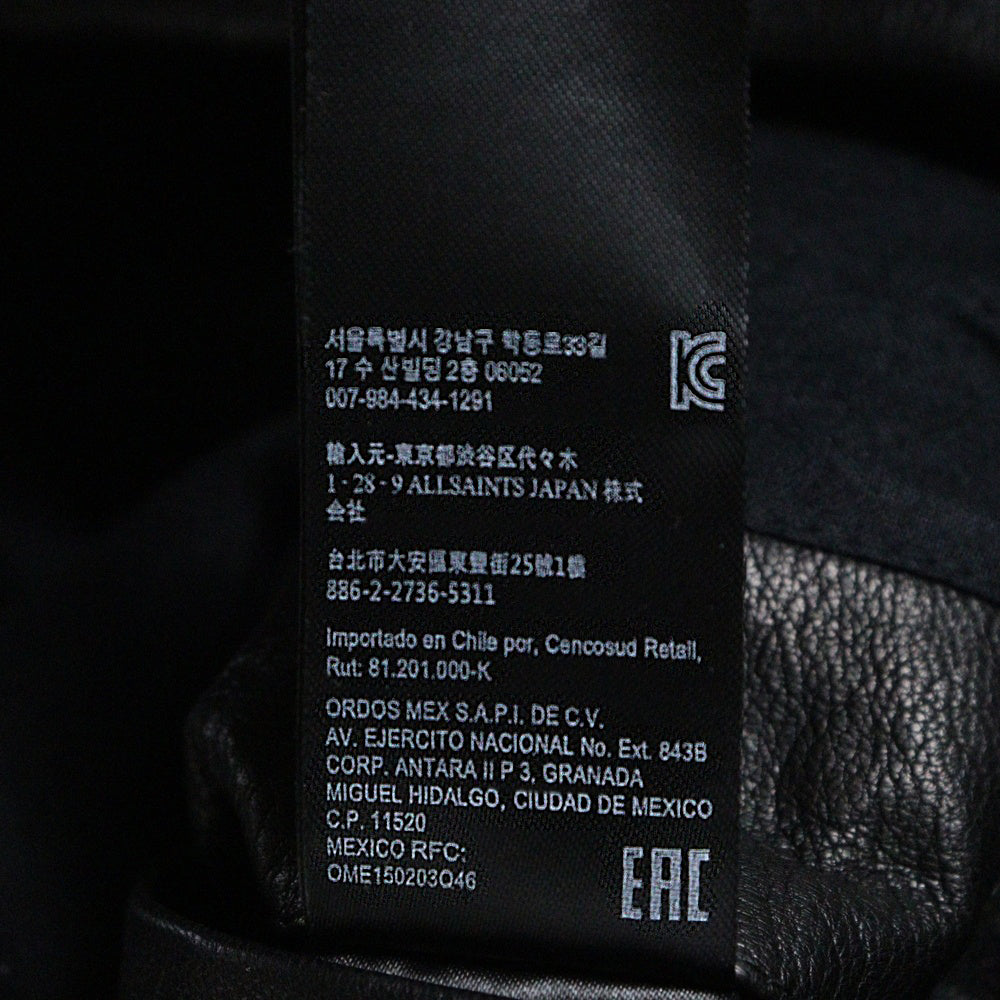 서울특별시 강남구 학동로33길
17 수 산빌딩 2층 06052
007-984-434-1291
KC
輸入元-東京都渋谷区代々木
1-28-9 ALLSAINTS JAPAN 株式
会社
台北市大安區東豐街25號1樓
886-2-2736-5311
Importado en Chile por, Cencosud Retail,
Rut: 81.201.000-K
ORDOS MEX S.A.P.I. DE C.V.
AV. EJERCITO NACIONAL No. Ext. 843B
CORP. ANTARA II P 3, GRANADA
MIGUEL HIDALGO, CIUDAD DE MEXICO
C.P. 11520
MEXICO RFC:
OME150203Q46
EAC